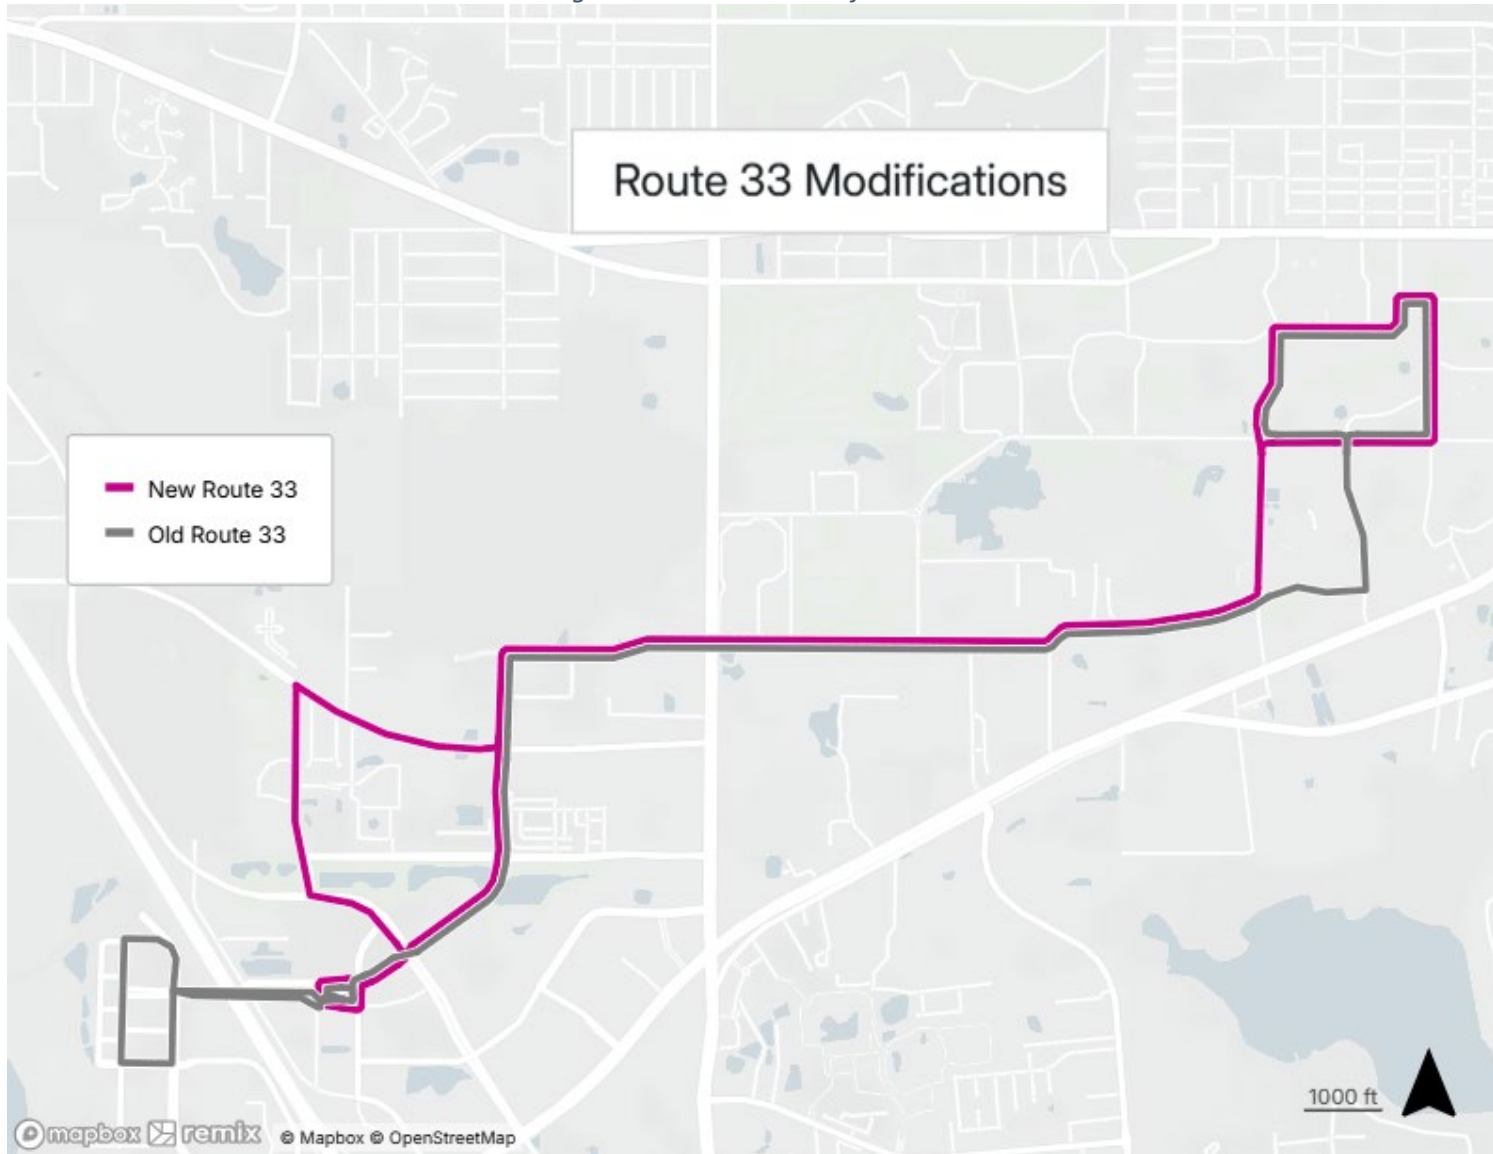 Route 33 Modifications
New Route 33
Old Route 33
1000 ft
mapbox remix © Mapbox © OpenStreetMap